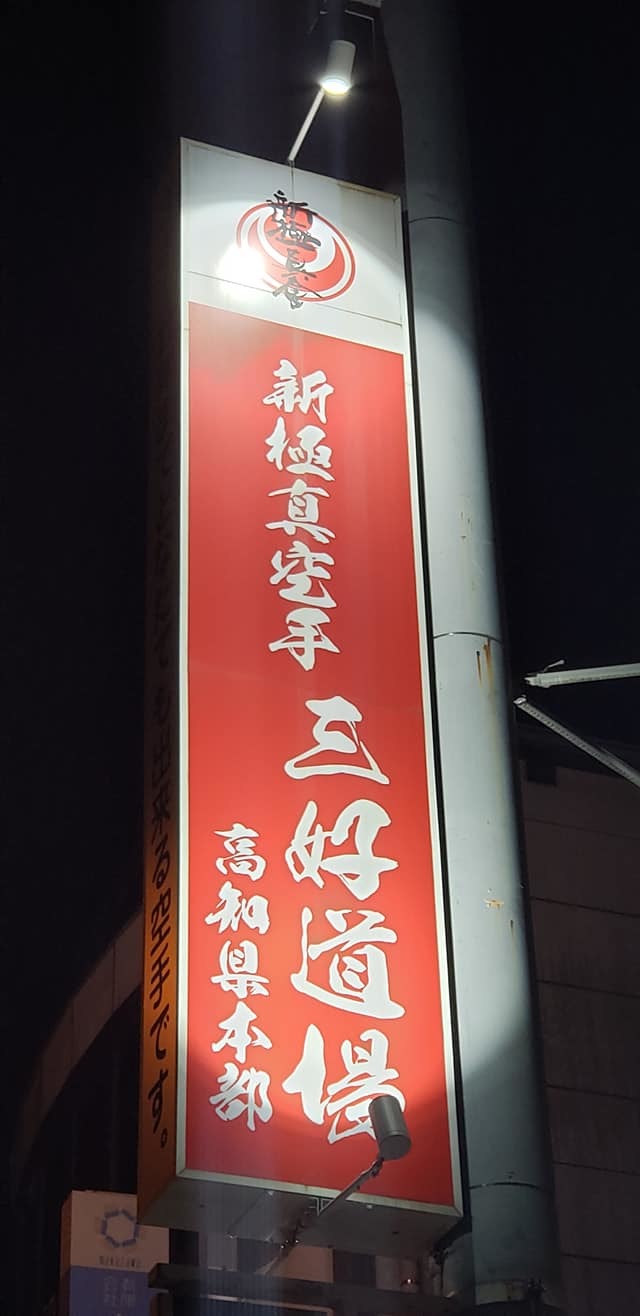 新極真会
新極真空手
三好道場
高知県本部
出来る空手です。